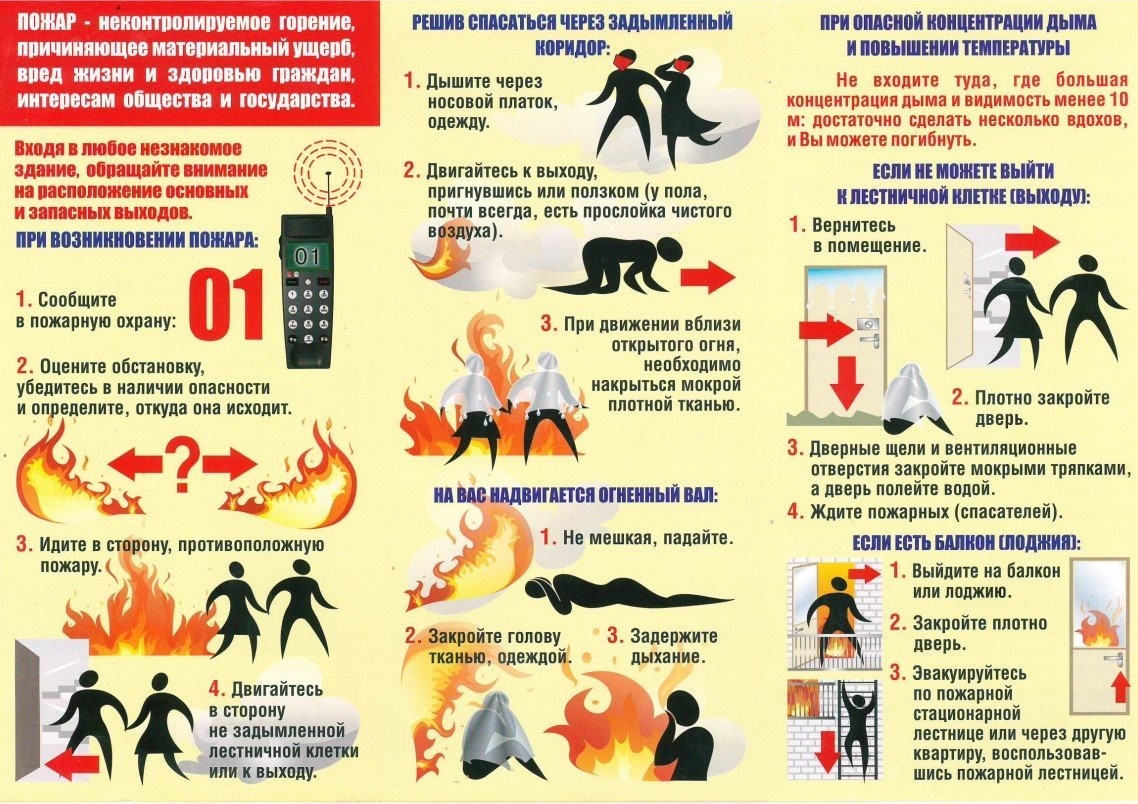 ПОЖАР - неконтролируемое горение,
причиняющее материальный ущерб,
вред жизни и здоровью граждан,
интересам общества и государства.
Входя в любое незнакомое
здание, обращайте внимание
на расположение основных
и запасных выходов.
ПРИ ВОЗНИКНОВЕНИИ ПОЖАРА:
01
1. Сообщите
в пожарную охрану:
01
2. Оцените обстановку,
убедитесь в наличии опасности
и определите, откуда она исходит.
?
3. Идите в сторону, противоположную
пожару.
4. Двигайтесь
в сторону
не задымленной
лестничной клетки
или к выходу.
РЕШИВ СПАСАТЬСЯ ЧЕРЕЗ ЗАДЫМЛЕННЫЙ
КОРИДОР:
1. Дышите через
носовой платок,
одежду.
2. Двигайтесь к выходу,
пригнувшись или ползком (у пола,
почти всегда, есть прослойка чистого
воздуха).
3. При движении вблизи
открытого огня,
необходимо
накрыться мокрой
плотной тканью.
НА ВАС НАДВИГАЕТСЯ ОГНЕННЫЙ ВАЛ:
1. Не мешкая, падайте.
2. Закройте голову
тканью, одеждой.
3. Задержите
дыхание.
ПРИ ОПАСНОЙ КОНЦЕНТРАЦИИ ДЫМА
И ПОВЫШЕНИИ ТЕМПЕРАТУРЫ
Не входите туда, где большая
концентрация дыма и видимость менее 10
м: достаточно сделать несколько вдохов,
и Вы можете погибнуть.
ЕСЛИ НЕ МОЖЕТЕ ВЫЙТИ
К ЛЕСТНИЧНОЙ КЛЕТКЕ (ВЫХОДУ):
1. Вернитесь
в помещение.
2. Плотно закройте
дверь.
3. Дверные щели и вентиляционные
отверстия закройте мокрыми тряпками,
а дверь полейте водой.
4. Ждите пожарных (спасателей).
ЕСЛИ ЕСТЬ БАЛКОН (ЛОДЖИЯ):
1. Выйдите на балкон
или лоджию.
2. Закройте плотно
дверь.
3. Эвакуируйтесь
по пожарной
стационарной
лестнице или через другую
квартиру, воспользовав-
шись пожарной лестницей.